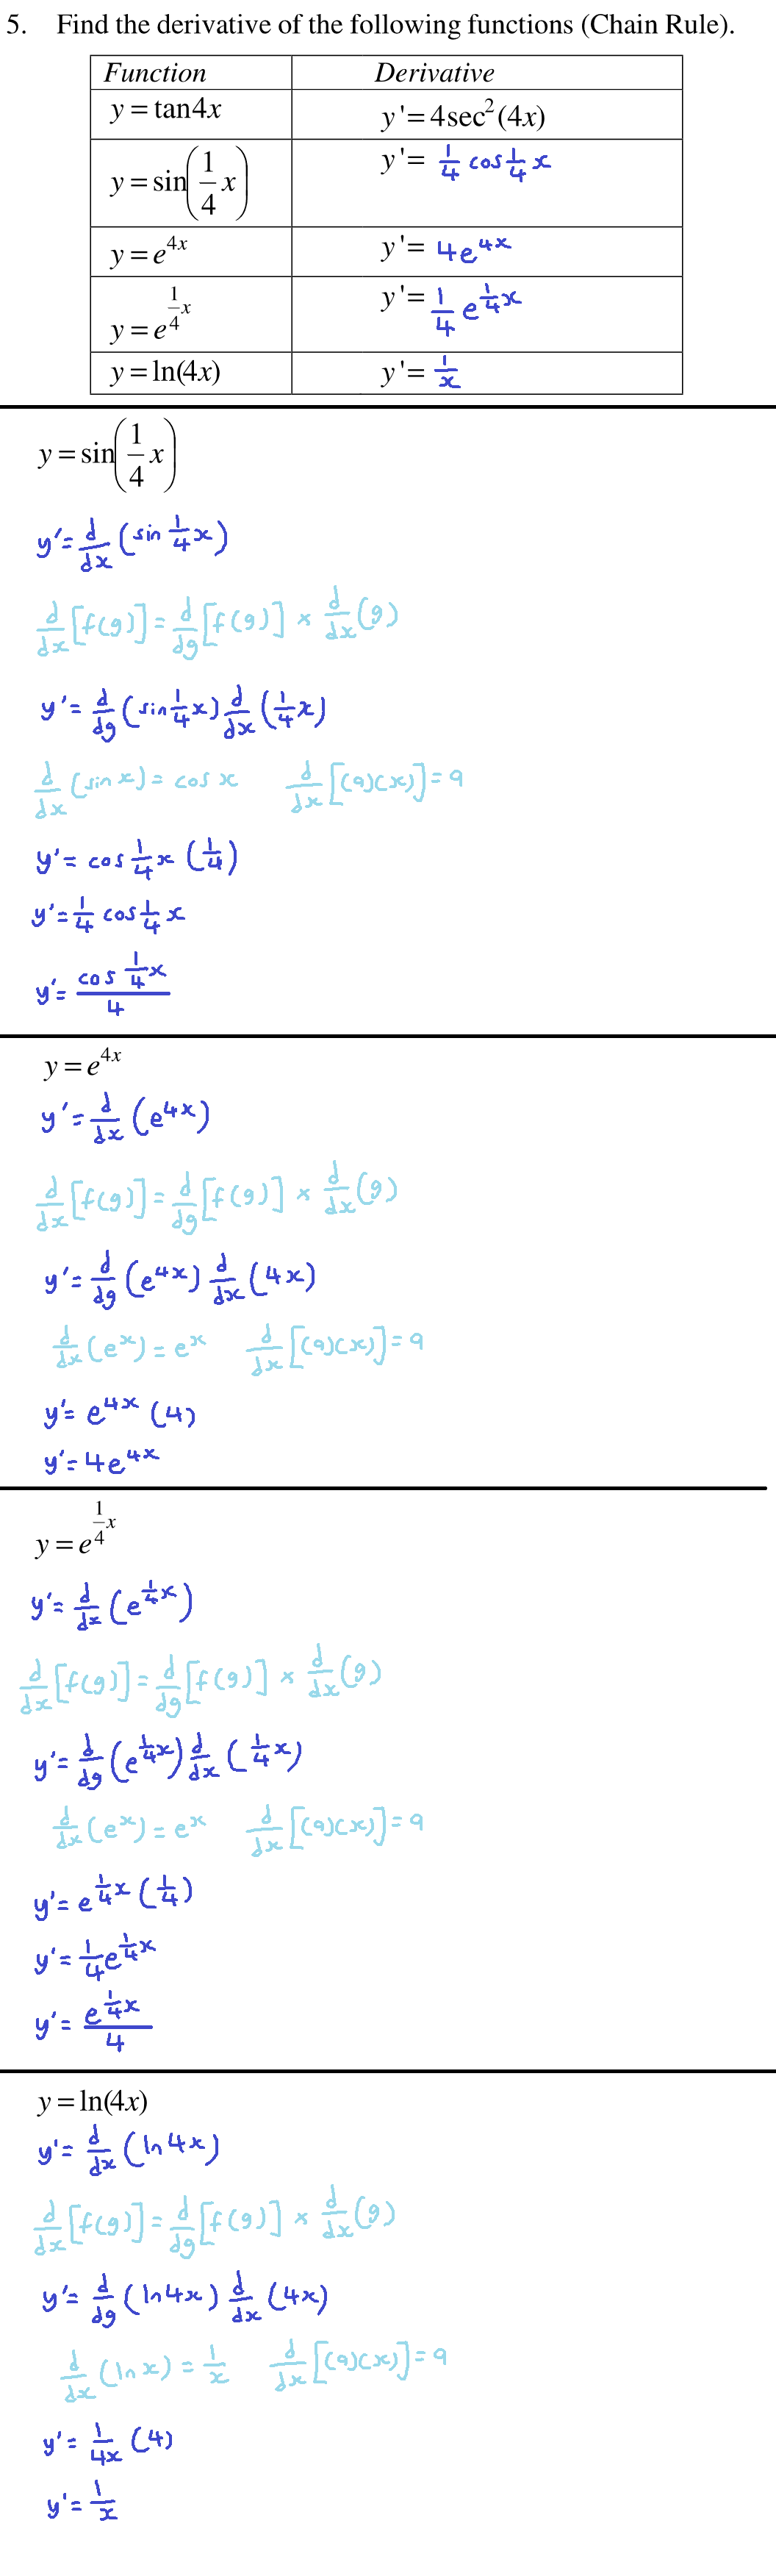 5. Find the derivative of the following functions (Chain Rule).
Function Derivative
y = tan4x y' = 4sec²(4x)
y = sin(1/4 x) y' = 1/4 cos 1/4 x
y = e^(4x) y' = 4e^(4x)
y = e^(1/4 x) y' = 1/4 e^(1/4 x)
y = ln(4x) y' = 1/x
y = sin(1/4 x)
y' = d/dx (sin 1/4 x)
d/dx [f(g)] = d/dg [f(g)] × d/dx (g)
y' = d/dg (sin 1/4 x) d/dx (1/4 x)
d/dx (sin x) = cos x d/dx [(a)(x)] = a
y' = cos 1/4 x (1/4)
y' = 1/4 cos 1/4 x
y' = (cos 1/4 x)/4
y = e^(4x)
y' = d/dx (e^(4x))
d/dx [f(g)] = d/dg [f(g)] × d/dx (g)
y' = d/dg (e^(4x)) d/dx (4x)
d/dx (e^x) = e^x d/dx [(a)(x)] = a
y' = e^(4x) (4)
y' = 4e^(4x)
y = e^(1/4 x)
y' = d/dx (e^(1/4 x))
d/dx [f(g)] = d/dg [f(g)] × d/dx (g)
y' = d/dg (e^(1/4 x)) d/dx (1/4 x)
d/dx (e^x) = e^x d/dx [(a)(x)] = a
y' = e^(1/4 x) (1/4)
y' = 1/4 e^(1/4 x)
y' = e^(1/4 x)/4
y = ln(4x)
y' = d/dx (ln 4x)
d/dx [f(g)] = d/dg [f(g)] × d/dx (g)
y' = d/dg (ln 4x) d/dx (4x)
d/dx (ln x) = 1/x d/dx [(a)(x)] = a
y' = 1/4x (4)
y' = 1/x